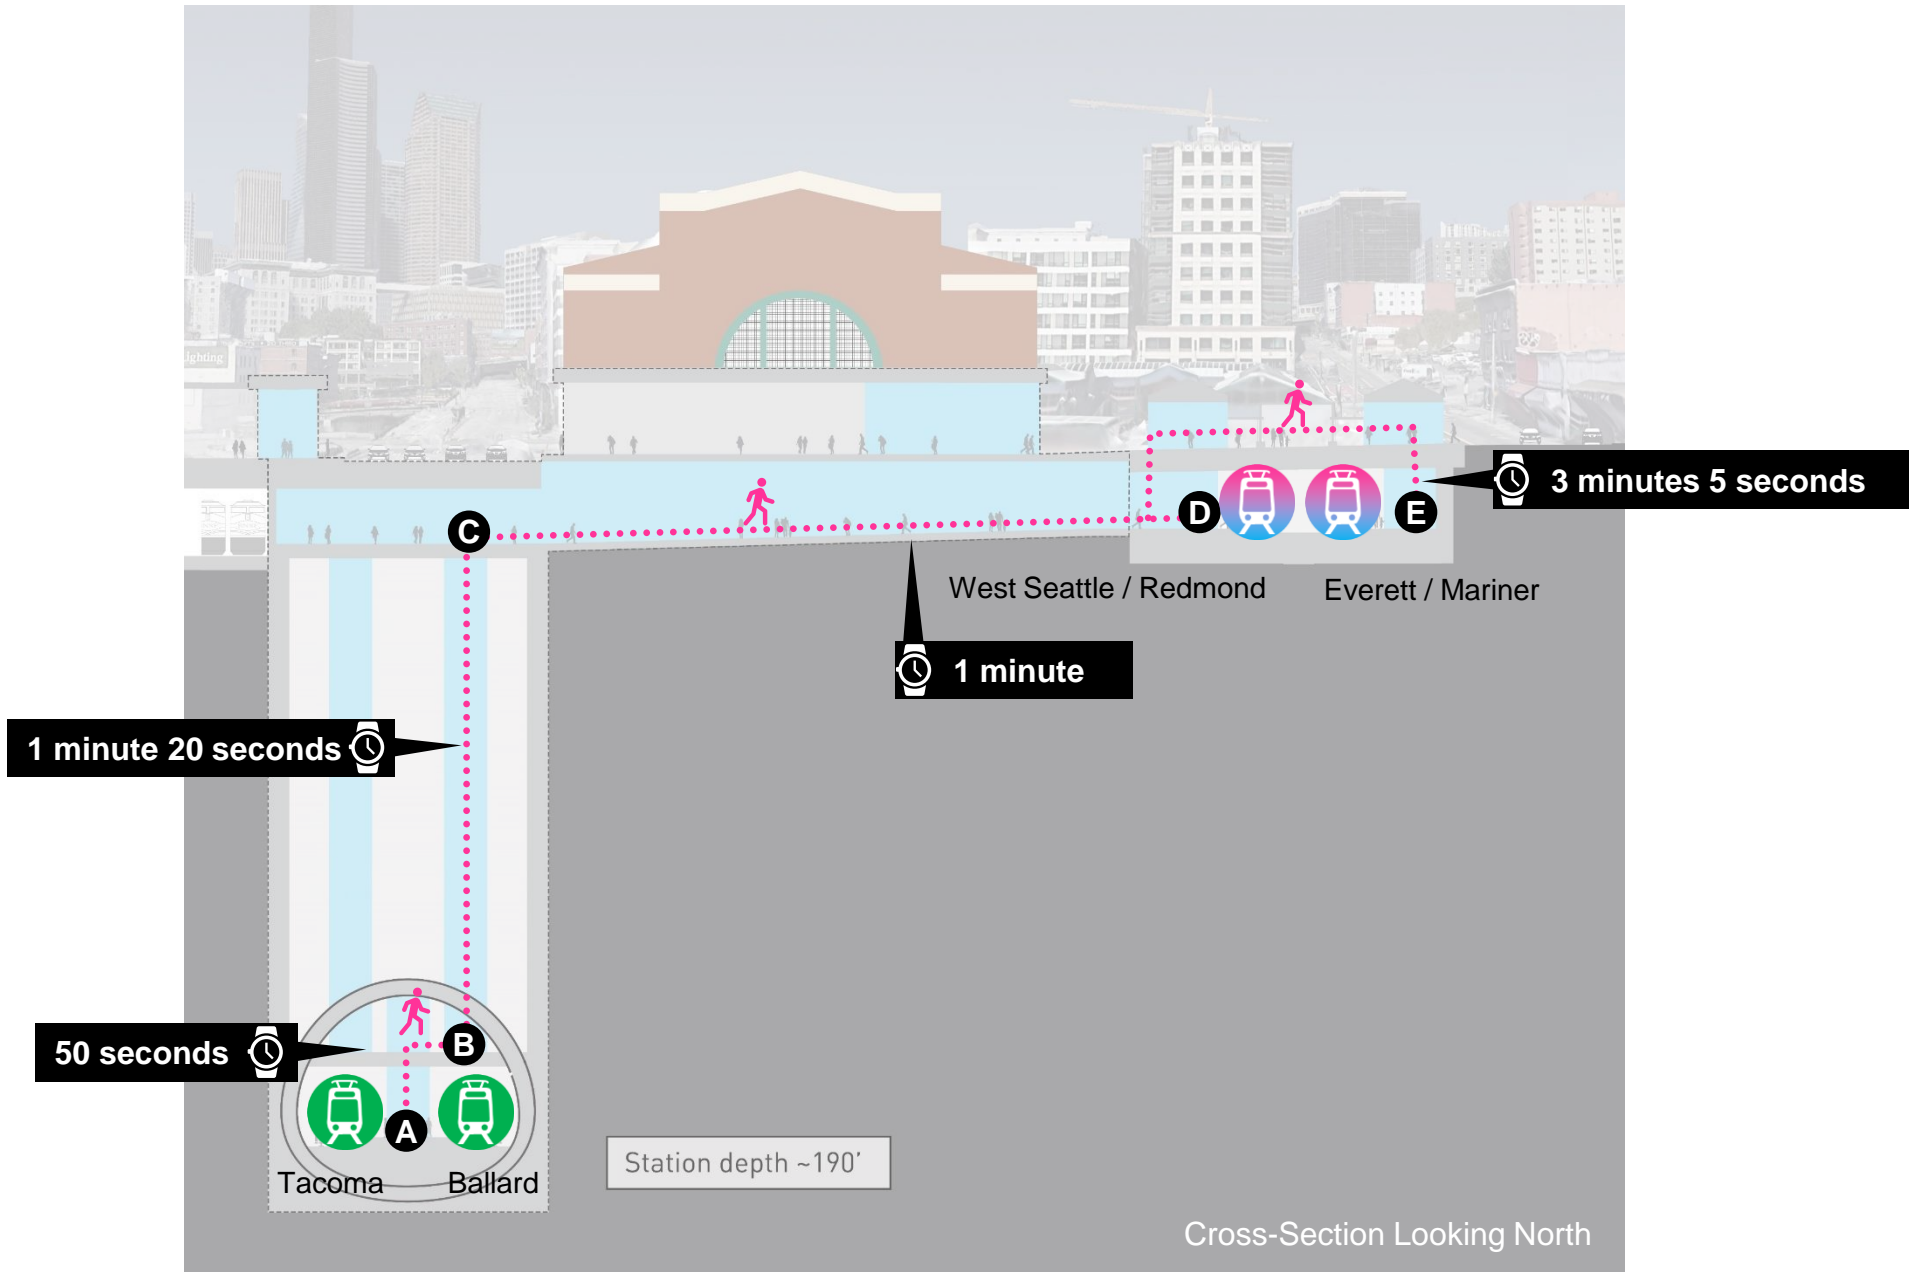 Lighting
C
D
E
3 minutes 5 seconds
West Seattle / Redmond
Everett / Mariner
1 minute
1 minute 20 seconds
50 seconds
B
A
Tacoma
Ballard
Station depth ~190'
Cross-Section Looking North